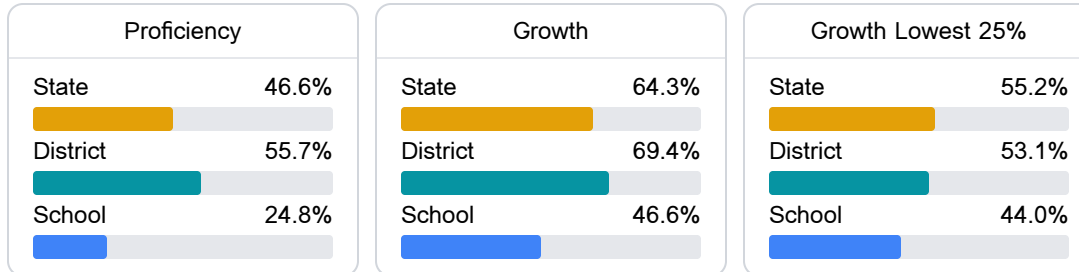 Proficiency
State 46.6%
District 55.7%
School 24.8%
Growth
State 64.3%
District 69.4%
School 46.6%
Growth Lowest 25%
State 55.2%
District 53.1%
School 44.0%